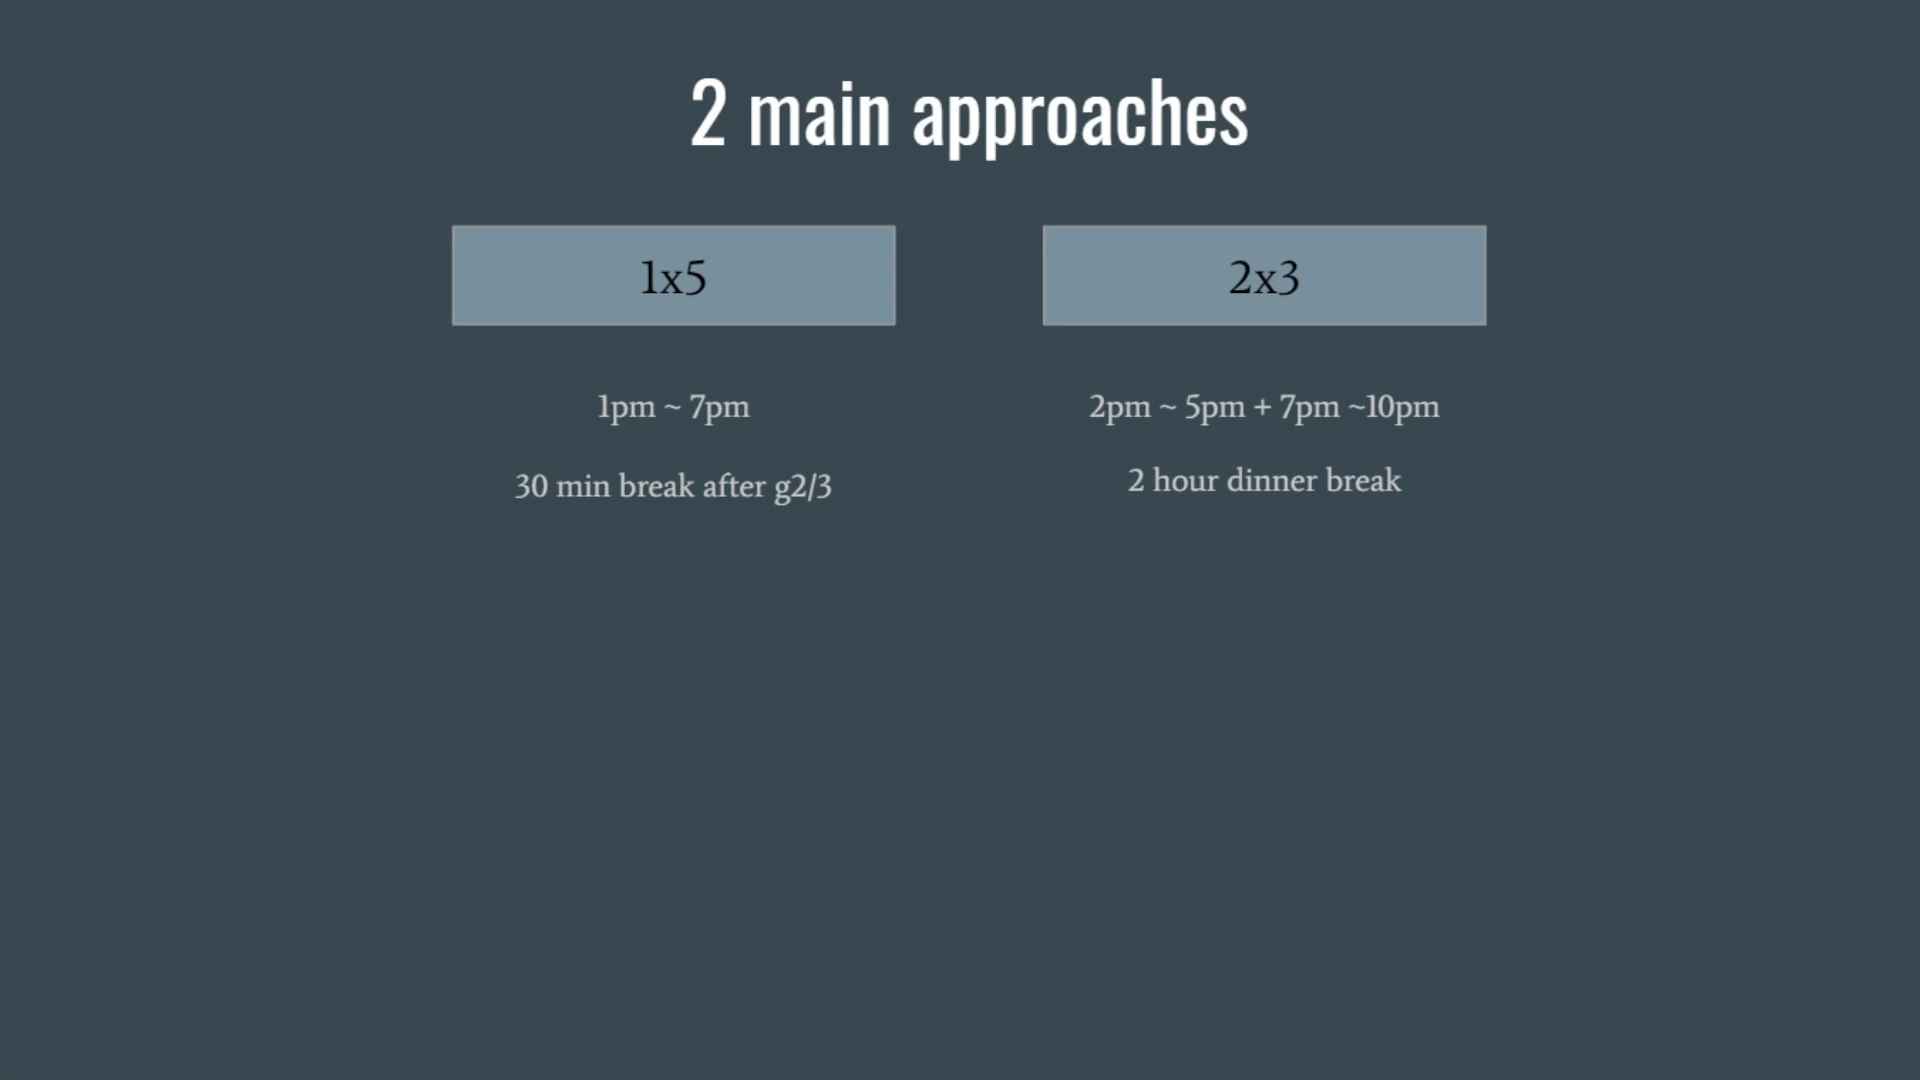 2 main approaches
1x5
2x3
1pm ~ 7pm
2pm ~ 5pm + 7pm ~10pm
30 min break after g2/3
2 hour dinner break